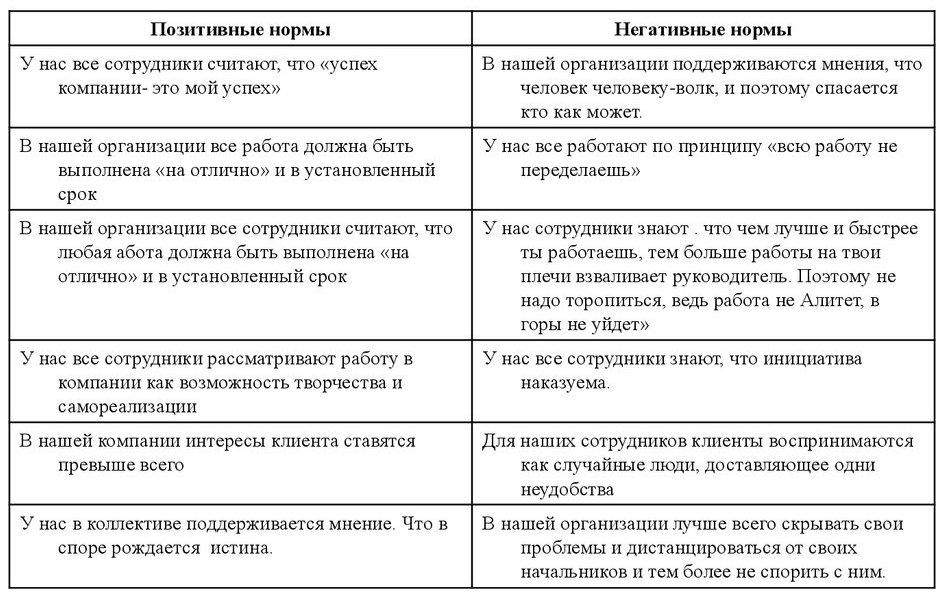 Позитивные нормы
Негативные нормы
У нас все сотрудники считают, что «успех
компании- это мой успех»
В нашей организации поддерживаются мнения, что
человек человеку-волк, и поэтому спасается
кто как может.
В нашей организации все работа должна быть
выполнена «на отлично» и в установленный
срок
У нас все работают по принципу «всю работу не
переделаешь»
В нашей организации все сотрудники считают, что
любая абота должна быть выполнена «на
отлично» и в установленный срок
У нас сотрудники знают . что чем лучше и быстрее
ты работаешь, тем больше работы на твои
плечи взваливает руководитель. Поэтому не
надо торопиться, ведь работа не Алитет, в
горы не уйдет»
У нас все сотрудники рассматривают работу в
компании как возможность творчества и
самореализации
У нас все сотрудники знают, что инициатива
наказуема.
В нашей компании интересы клиента ставятся
превыше всего
Для наших сотрудников клиенты воспринимаются
как случайные люди, доставляющее одни
неудобства
У нас в коллективе поддерживается мнение. Что в
споре рождается истина.
В нашей организации лучше всего скрывать свои
проблемы и дистанцироваться от своих
начальников и тем более не спорить с ним.